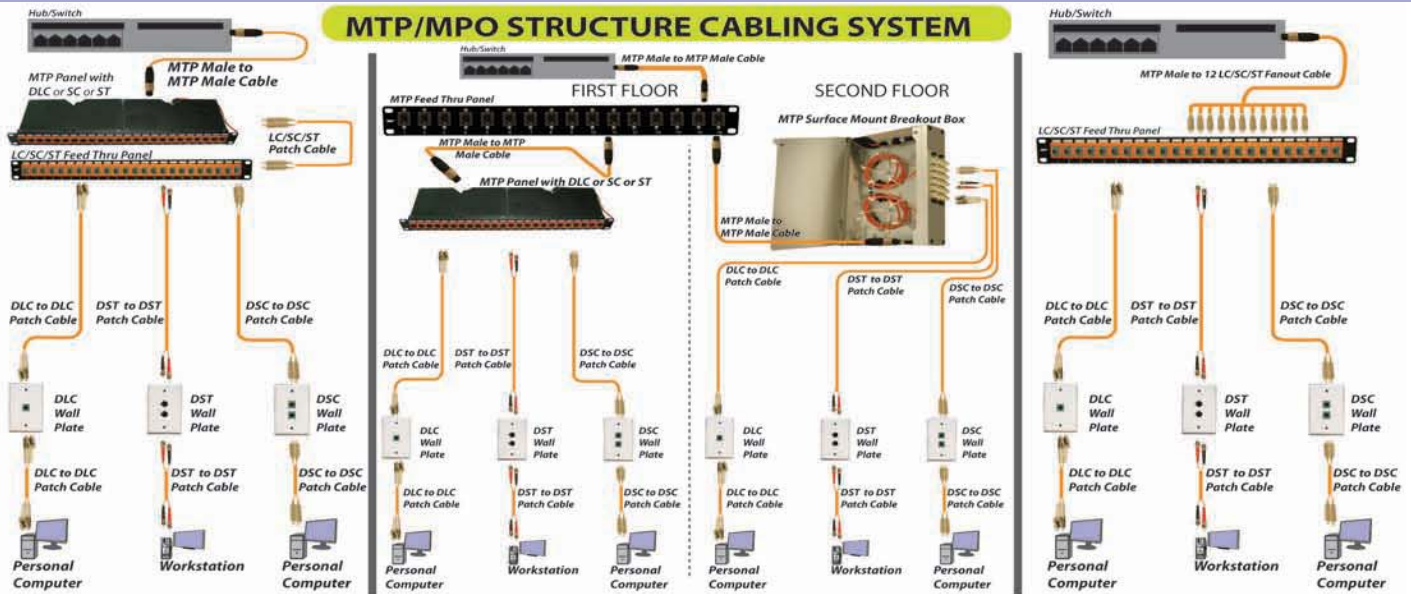 MTP/MPO STRUCTURE CABLING SYSTEM
Hub/Switch
MTP Male to
MTP Male Cable
MTP Panel with
DLC or SC or ST
LC/SC/ST
Patch Cable
LC/SC/ST Feed Thru Panel
DLC to DLC
Patch Cable
DST to DST
Patch Cable
DSC to DSC
Patch Cable
DLC
Wall
Plate
DST
Wall
Plate
DSC
Wall
Plate
DLC to DLC
Patch Cable
DST to DST
Patch Cable
DSC to DSC
Patch Cable
Personal
Computer
Workstation
Personal
Computer
Hub/Switch
MTP Male to MTP Male Cable
FIRST FLOOR
MTP Feed Thru Panel
MTP Male to MTP
Male Cable
MTP Panel with DLC or SC or ST
DLC to DLC
Patch Cable
DST to DST
Patch Cable
DSC to DSC
Patch Cable
DLC
Wall
Plate
DST
Wall
Plate
DSC
Wall
Plate
DLC to DLC
Patch Cable
DST to DST
Patch Cable
DSC to DSC
Patch Cable
Personal
Computer
Workstation
Personal
Computer
SECOND FLOOR
MTP Surface Mount Breakout Box
MTP Male to
MTP Male Cable
DLC to DLC
Patch Cable
DST to DST
Patch Cable
DSC to DSC
Patch Cable
DLC
Wall
Plate
DST
Wall
Plate
DSC
Wall
Plate
DLC to DLC
Patch Cable
DST to DST
Patch Cable
DSC to DSC
Patch Cable
Personal
Computer
Workstation
Personal
Computer
Hub/Switch
MTP Male to 12 LC/SC/ST Fanout Cable
LC/SC/ST Feed Thru Panel
DLC to DLC
Patch Cable
DST to DST
Patch Cable
DSC to DSC
Patch Cable
DLC
Wall
Plate
DST
Wall
Plate
DSC
Wall
Plate
DLC to DLC
Patch Cable
DST to DST
Patch Cable
DSC to DSC
Patch Cable
Personal
Computer
Workstation
Personal
Computer